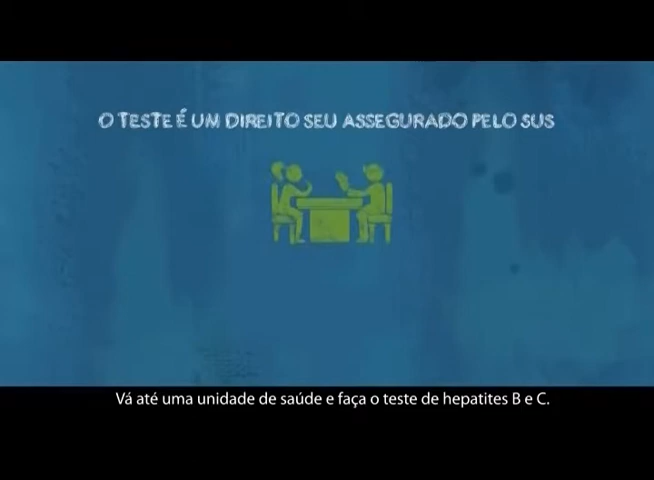 O TESTE É UM DIREITO SEU ASSEGURADO PELO SUS
Vá até uma unidade de saúde e faça o teste de hepatites B e C.